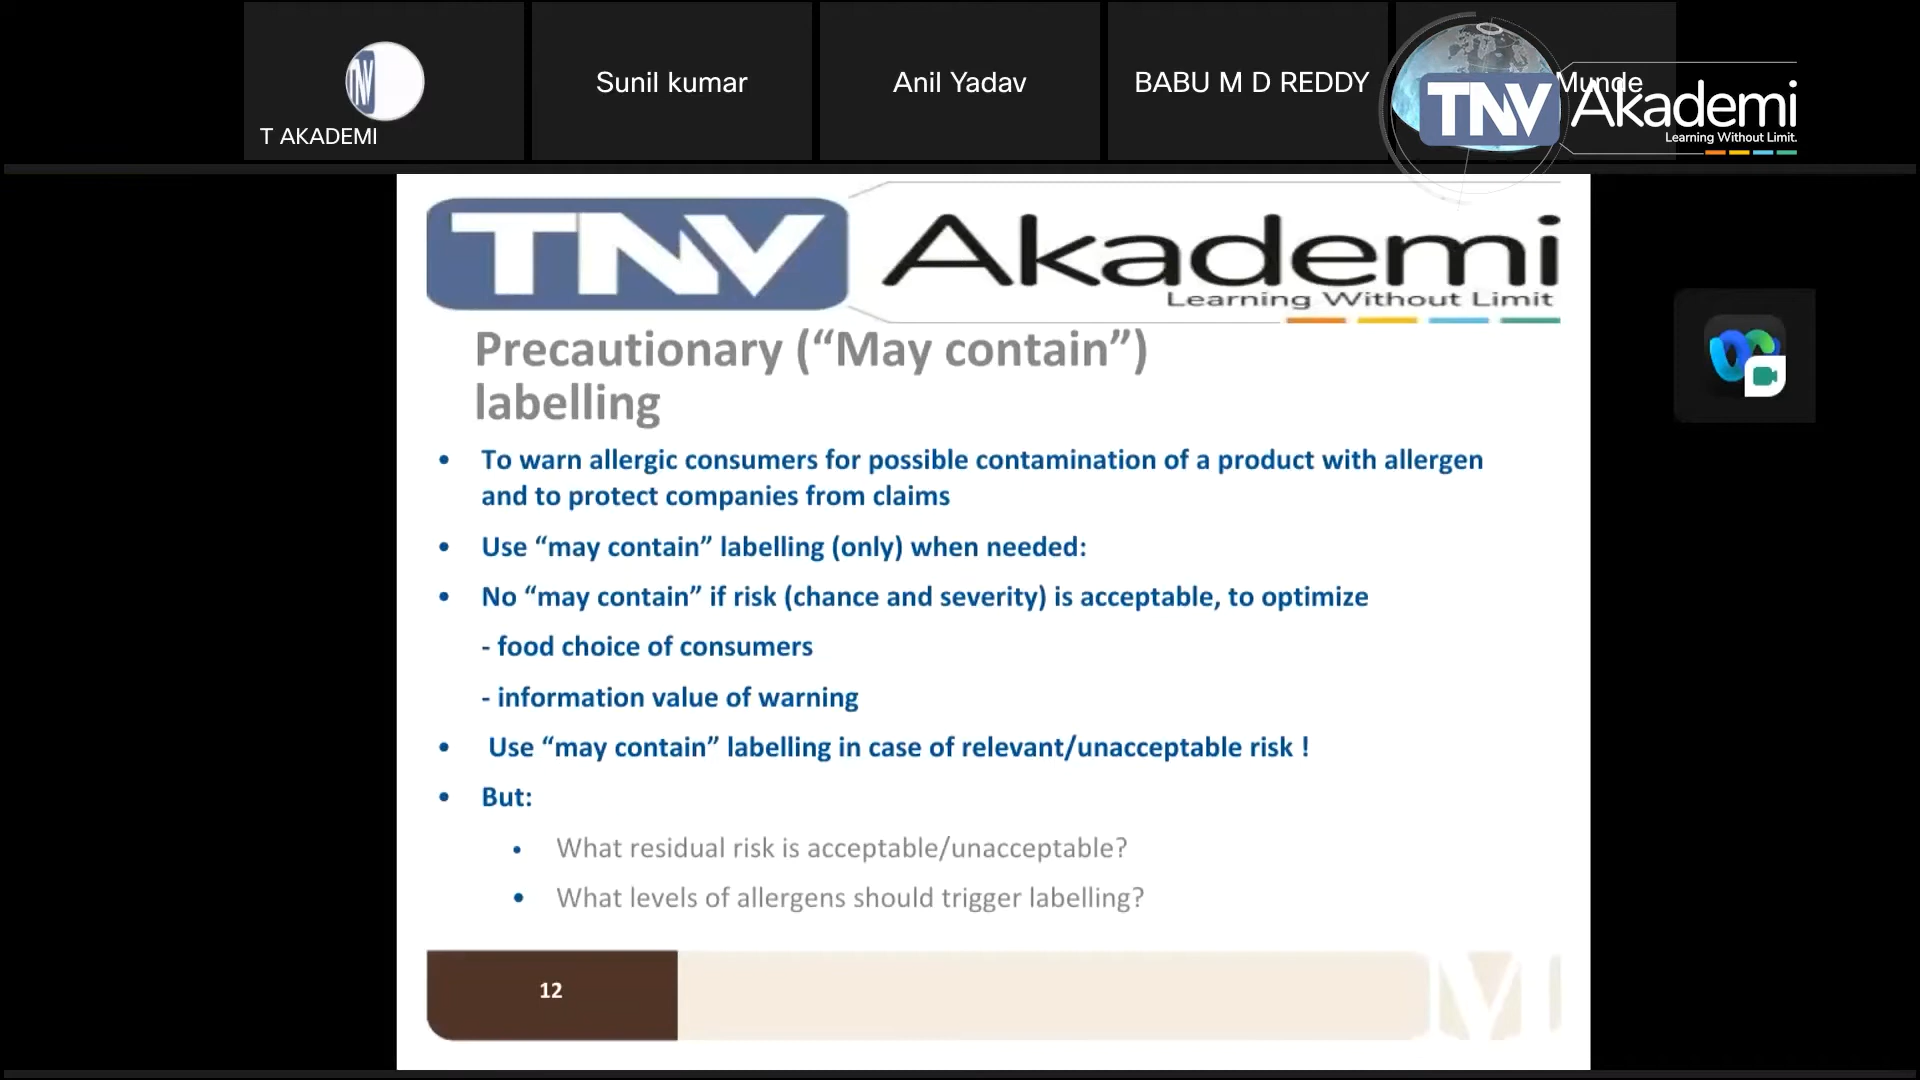 T AKADEMI
Sunil kumar
Anil Yadav
BABU M D REDDY
Munde
TNV Akademi
Learning Without Limit.
TNV Akademi
Learning Without Limit
Precautionary (“May contain”)
labelling
• To warn allergic consumers for possible contamination of a product with allergen
and to protect companies from claims
• Use “may contain” labelling (only) when needed:
• No “may contain” if risk (chance and severity) is acceptable, to optimize
- food choice of consumers
- information value of warning
• Use “may contain” labelling in case of relevant/unacceptable risk !
• But:
• What residual risk is acceptable/unacceptable?
• What levels of allergens should trigger labelling?
12